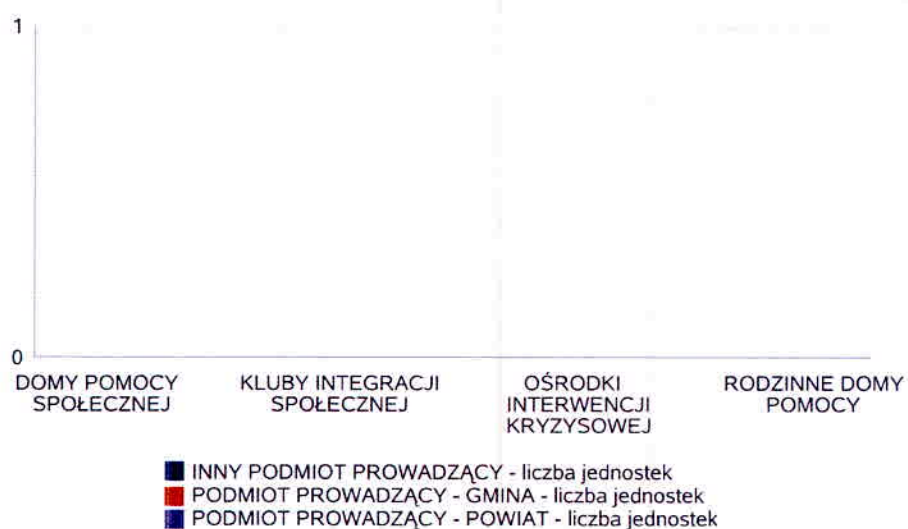 1
0
DOMY POMOCY SPOŁECZNEJ
KLUBY INTEGRACJI SPOŁECZNEJ
OŚRODKI INTERWENCJI KRYZYSOWEJ
RODZINNE DOMY POMOCY
INNY PODMIOT PROWADZĄCY - liczba jednostek
PODMIOT PROWADZĄCY - GMINA - liczba jednostek
PODMIOT PROWADZĄCY - POWIAT - liczba jednostek